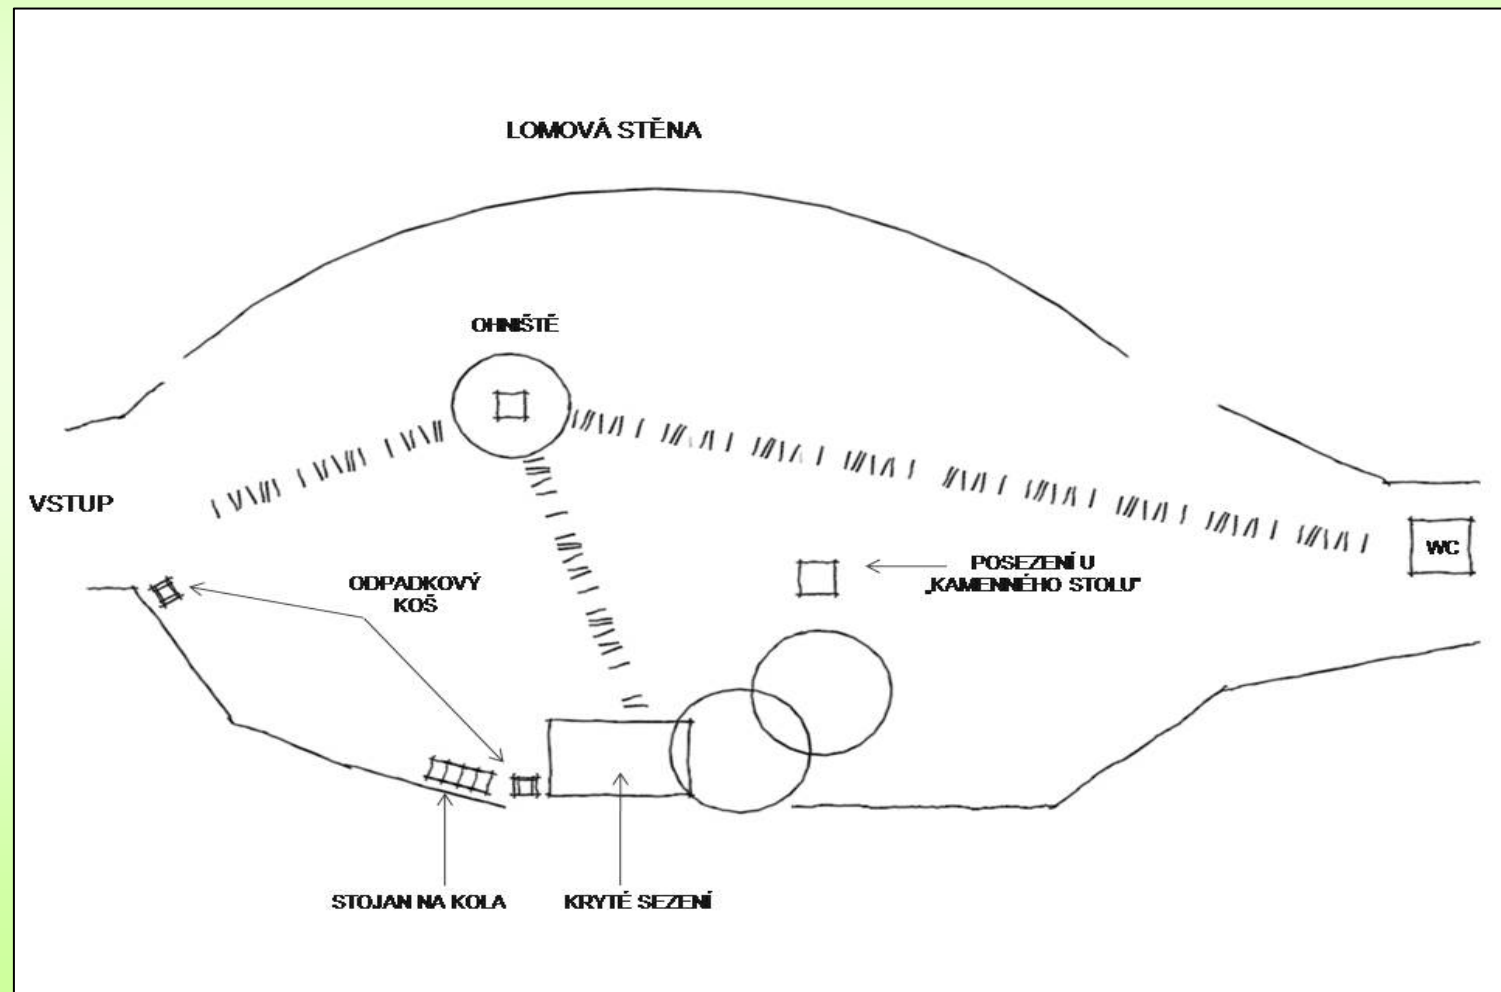 LOMOVÁ STĚNA
OHNIŠTĚ
VSTUP
ODPADKOVÝ
KOŠ
POSEZENÍ U
„KAMENNÉHO STOLU"
WC
STOJAN NA KOLA
KRYTÉ SEZENÍ